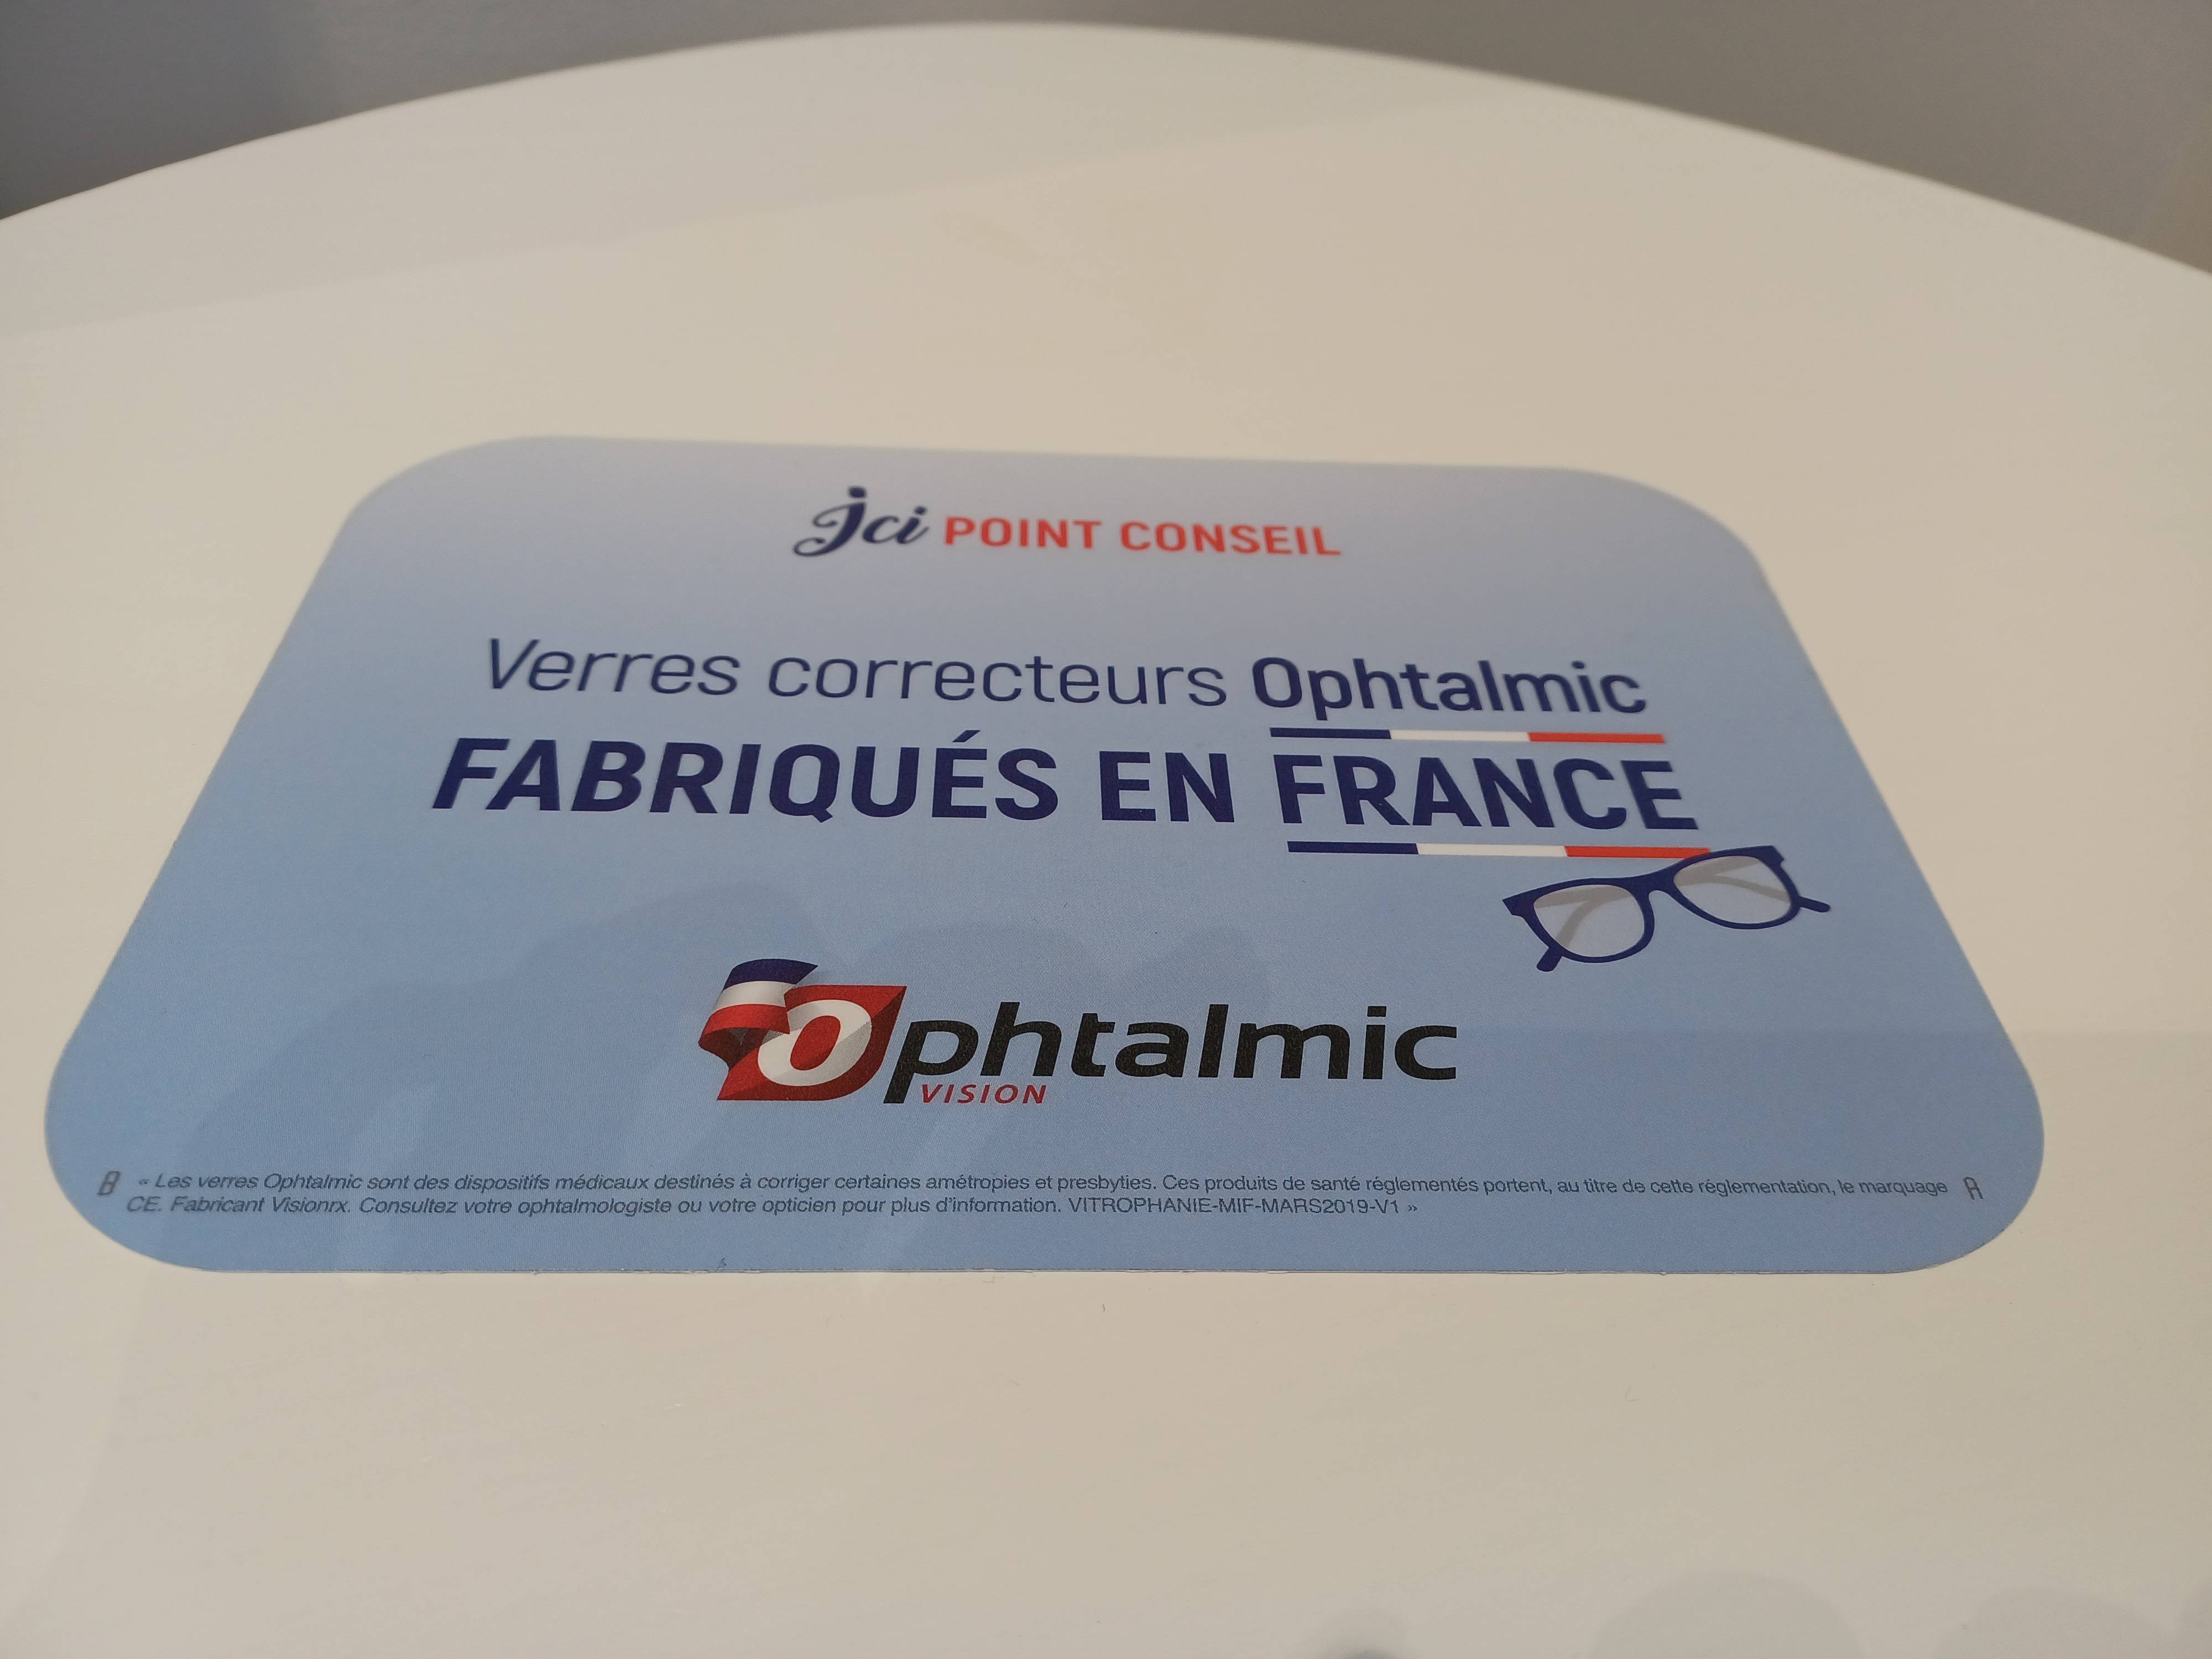 Ici POINT CONSEIL
Verres correcteurs Ophtalmic
FABRIQUÉS EN FRANCE
Ophtalmic
VISION
« Les verres Ophtalmic sont des dispositifs médicaux destinés à corriger certaines amétropies et presbyties. Ces produits de santé réglementés portent, au titre de cette réglementation, le marquage
CE. Fabricant Visionrx. Consultez votre ophtalmologiste ou votre opticien pour plus d'information. VITROPHANIE-MIF-MARS2019-V1 »